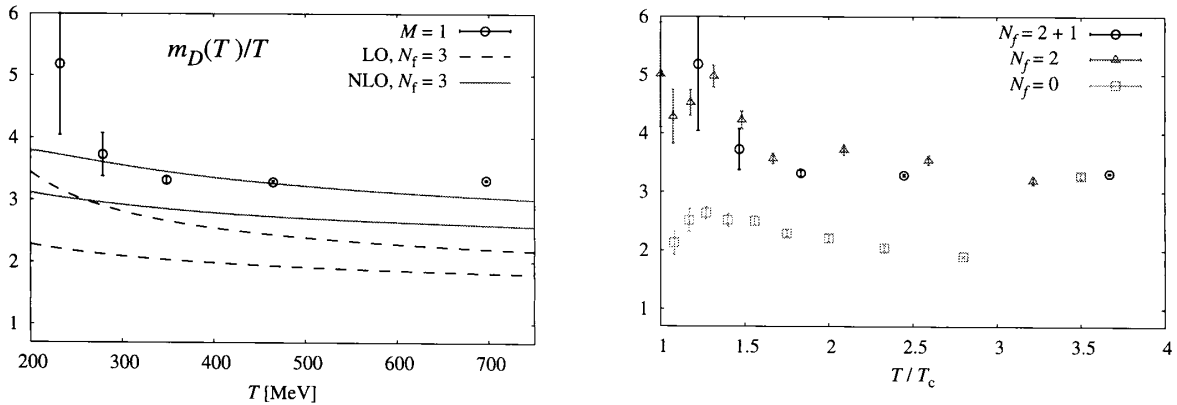 m_D(T)/T
M = 1
LO, N_f = 3
NLO, N_f = 3
6
5
4
3
2
1
200 300 400 500 600 700
T [MeV]
N_f = 2 + 1
N_f = 2
N_f = 0
6
5
4
3
2
1
1 1.5 2 2.5 3 3.5 4
T / T_c